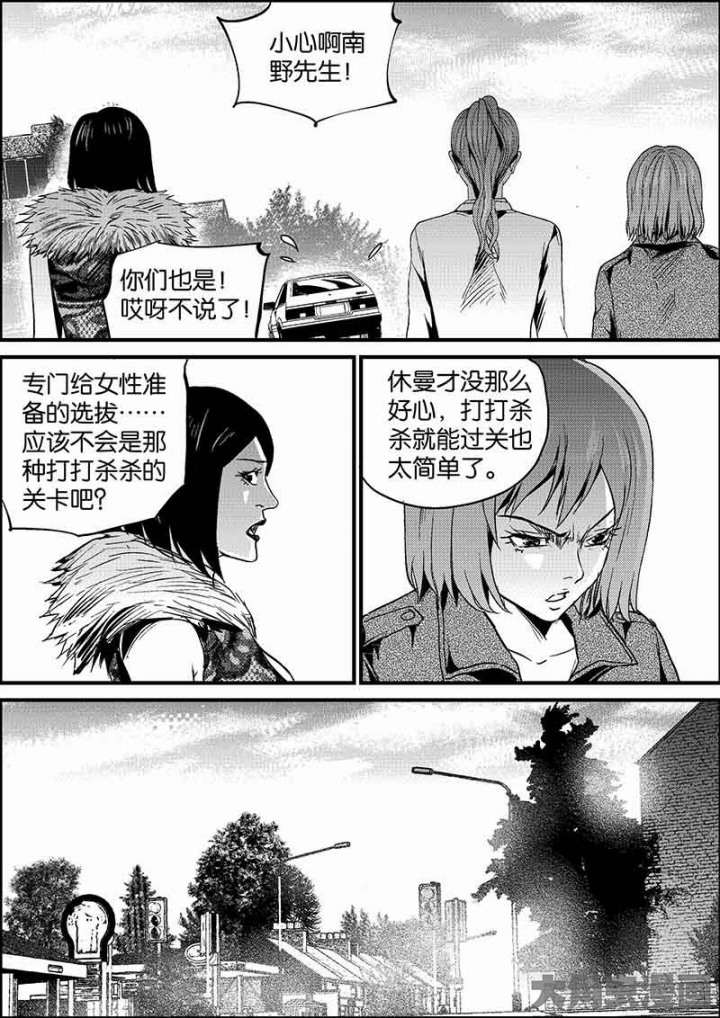 小心啊南
野先生！
你们也是！
哎呀不说了！
专门给女性准
备的选拔……
应该不会是那
种打打杀杀的
关卡吧？
休曼才没那么
好心，打打杀
杀就能过关也
太简单了。